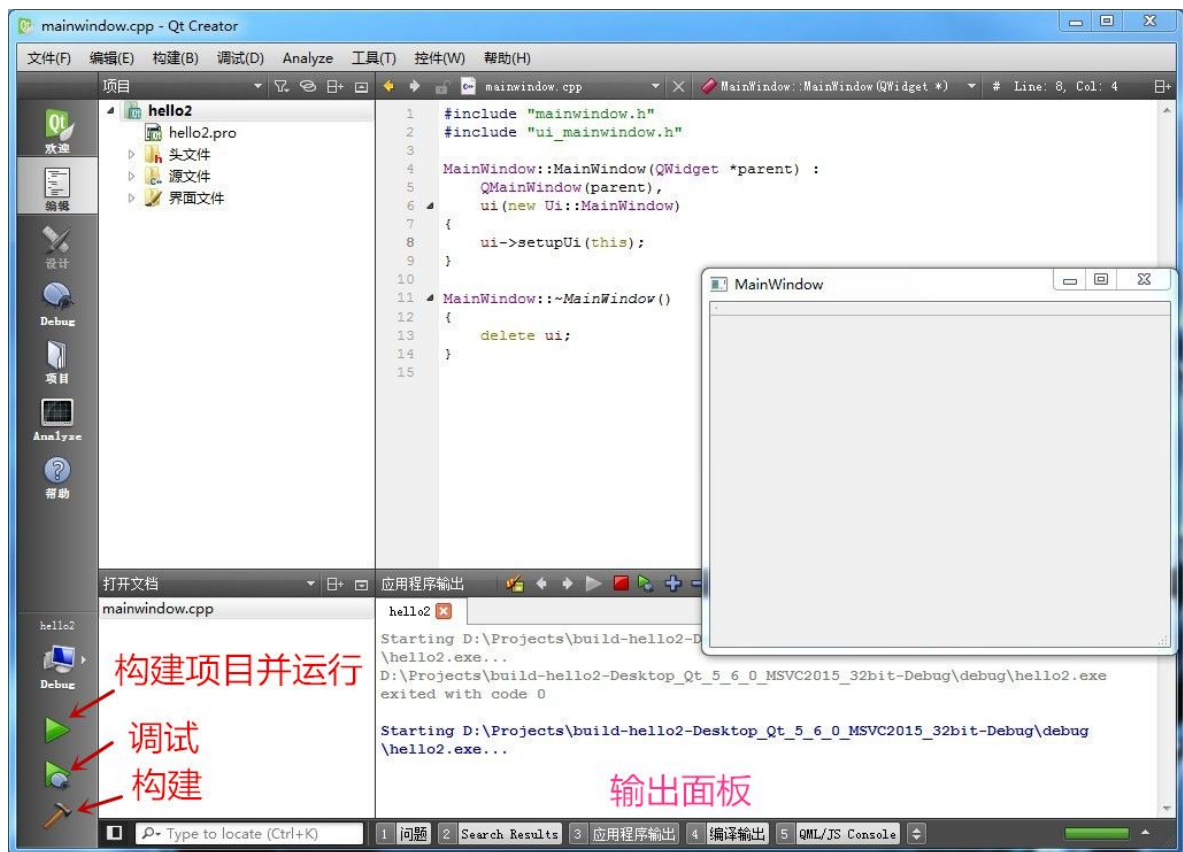 mainwindow.cpp - Qt Creator
文件(F) 编辑(E) 构建(B) 调试(D) Analyze 工具(T) 控件(W) 帮助(H)
项目
mainwindow.cpp
MainWindow::MainWindow(QWidget *)
# Line: 8, Col: 4
欢迎
编辑
设计
Debug
项目
Analyze
帮助
hello2
hello2.pro
头文件
源文件
界面文件
1 #include "mainwindow.h"
2 #include "ui_mainwindow.h"
3
4 MainWindow::MainWindow(QWidget *parent) :
5 QMainWindow(parent),
6 ui(new Ui::MainWindow)
7 {
8 ui->setupUi(this);
9 }
10
11 MainWindow::~MainWindow()
12 {
13 delete ui;
14 }
15
MainWindow
打开文档
mainwindow.cpp
应用程序输出
hello2
Starting D:\Projects\build-hello2-D
\hello2.exe...
D:\Projects\build-hello2-Desktop_Qt_5_6_0_MSVC2015_32bit-Debug\debug\hello2.exe
exited with code 0
Starting D:\Projects\build-hello2-Desktop_Qt_5_6_0_MSVC2015_32bit-Debug\debug
\hello2.exe...
hello2
Debug
构建项目并运行
调试
构建
输出面板
Type to locate (Ctrl+K)
1 问题 2 Search Results 3 应用程序输出 4 编译输出 5 QML/JS Console